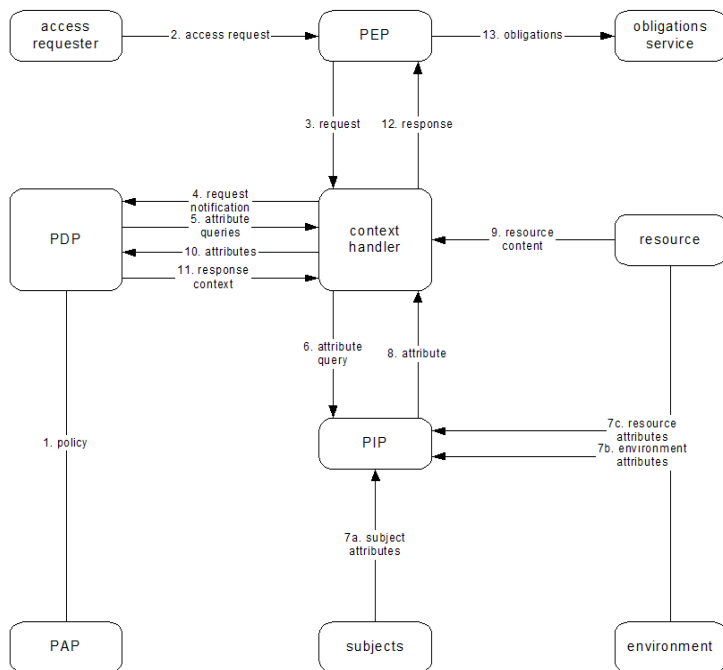 access
requester
2. access request
PEP
13. obligations
obligations
service
3. request
12. response
PDP
4. request
notification
5. attribute
queries
10. attributes
11. response
context
context
handler
9. resource
content
resource
6. attribute
query
8. attribute
1. policy
PIP
7c. resource
attributes
7b. environment
attributes
7a. subject
attributes
PAP
subjects
environment